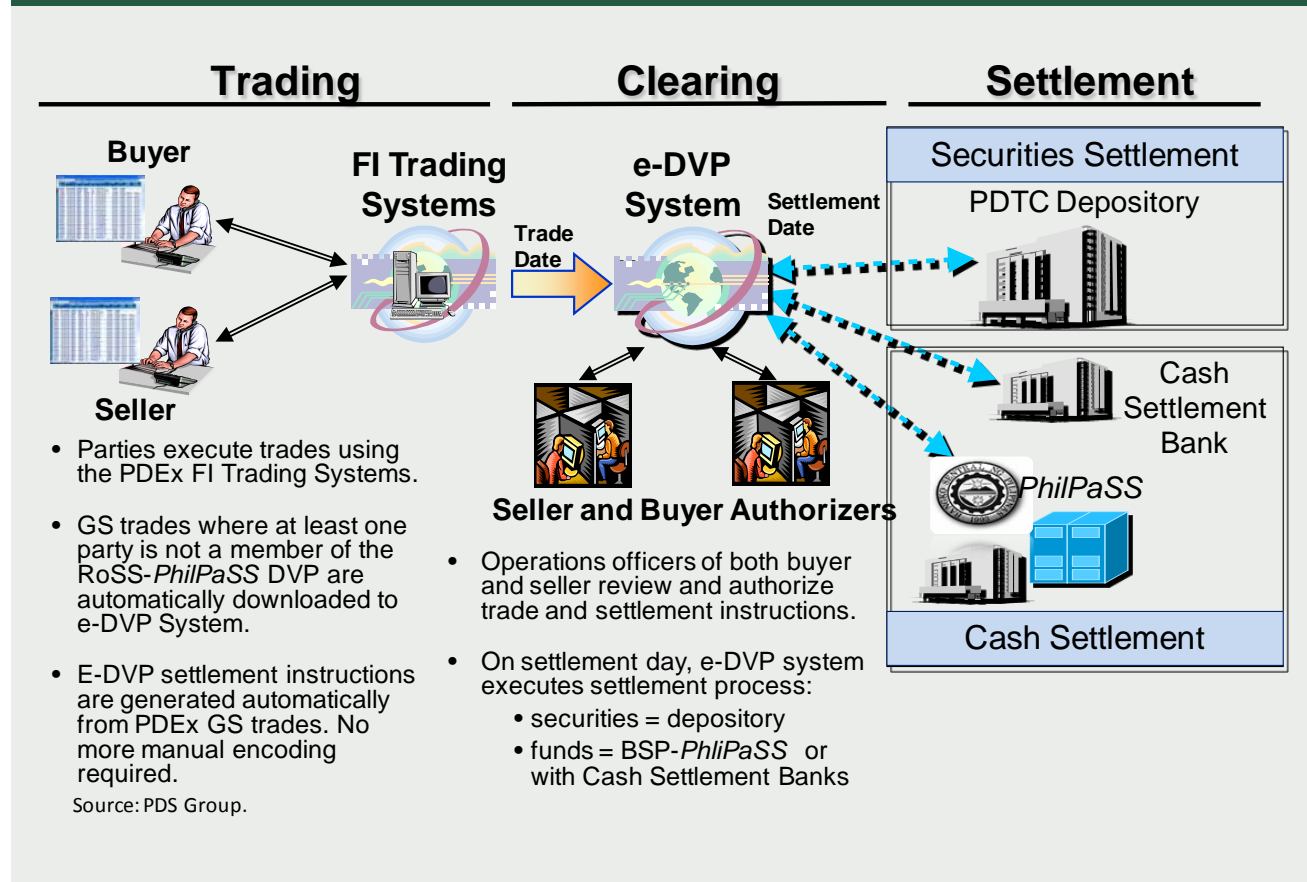 Trading
Clearing
Settlement
Buyer
FI Trading
Systems
Trade
Date
e-DVP
System
Settlement
Date
Securities Settlement
PDTC Depository
Seller
Cash
Settlement
Bank
PhilPaSS
Cash Settlement
• Parties execute trades using
the PDEx FI Trading Systems.
• GS trades where at least one
party is not a member of the
RoSS-PhilPaSS DVP are
automatically downloaded to
e-DVP System.
• E-DVP settlement instructions
are generated automatically
from PDEx GS trades. No
more manual encoding
required.
Source: PDS Group.
Seller and Buyer Authorizers
• Operations officers of both buyer
and seller review and authorize
trade and settlement instructions.
• On settlement day, e-DVP system
executes settlement process:
• securities = depository
• funds = BSP-PhliPaSS or
with Cash Settlement Banks